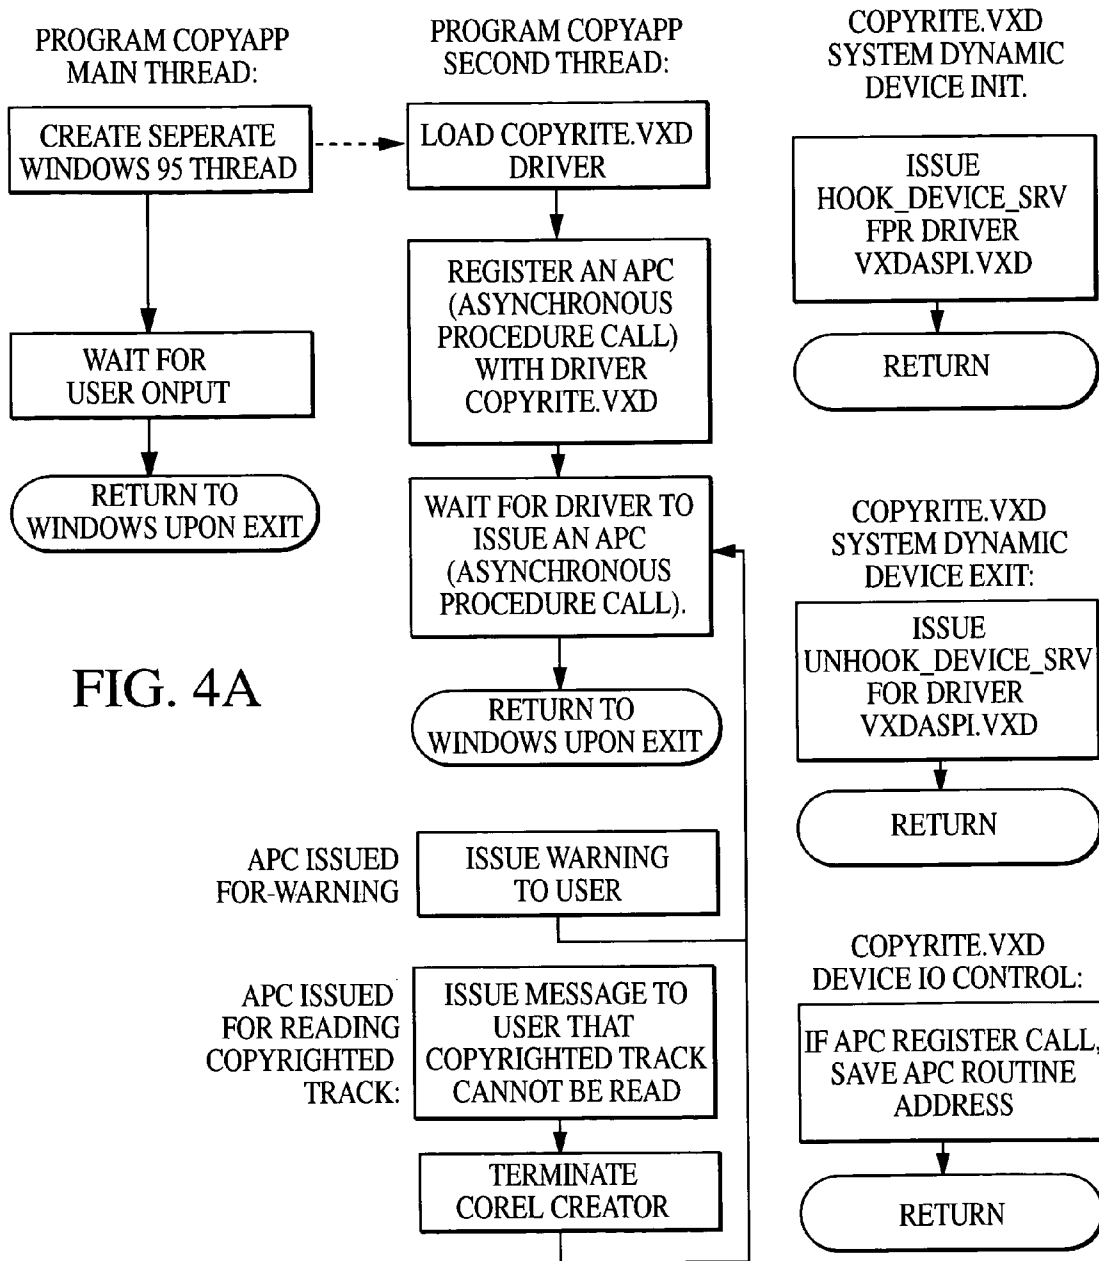 PROGRAM COPYAPP
MAIN THREAD:
CREATE SEPERATE
WINDOWS 95 THREAD
WAIT FOR
USER ONPUT
RETURN TO
WINDOWS UPON EXIT
FIG. 4A
PROGRAM COPYAPP
SECOND THREAD:
LOAD COPYRITE.VXD
DRIVER
REGISTER AN APC
(ASYNCHRONOUS
PROCEDURE CALL)
WITH DRIVER
COPYRITE.VXD
WAIT FOR DRIVER TO
ISSUE AN APC
(ASYNCHRONOUS
PROCEDURE CALL).
RETURN TO
WINDOWS UPON EXIT
APC ISSUED
FOR-WARNING
ISSUE WARNING
TO USER
APC ISSUED
FOR READING
COPYRIGHTED
TRACK:
ISSUE MESSAGE TO
USER THAT
COPYRIGHTED TRACK
CANNOT BE READ
TERMINATE
COREL CREATOR
COPYRITE.VXD
SYSTEM DYNAMIC
DEVICE INIT.
ISSUE
HOOK_DEVICE_SRV
FPR DRIVER
VXDASPI.VXD
RETURN
COPYRITE.VXD
SYSTEM DYNAMIC
DEVICE EXIT:
ISSUE
UNHOOK_DEVICE_SRV
FOR DRIVER
VXDASPI.VXD
RETURN
COPYRITE.VXD
DEVICE IO CONTROL:
IF APC REGISTER CALL,
SAVE APC ROUTINE
ADDRESS
RETURN